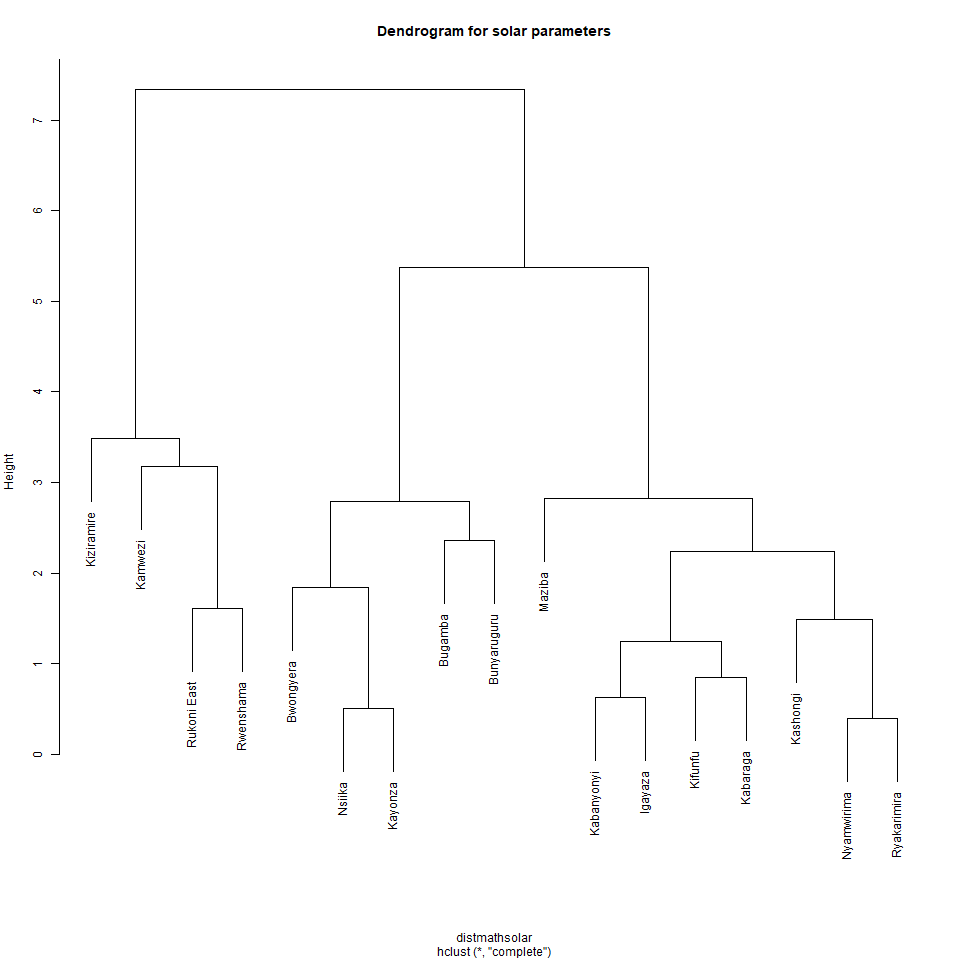 Dendrogram for solar parameters
Height
7
6
5
4
3
2
1
0
Kiziramire
Kamwezi
Rukoni East
Rwenshama
Bwongyera
Nsiika
Kayonza
Bugamba
Bunyaruguru
Maziba
Kabanyonyi
Igayaza
Kifunfu
Kabaraga
Kashongi
Nyamwirima
Ryakarimira
distmathsolar
hclust (*, "complete")